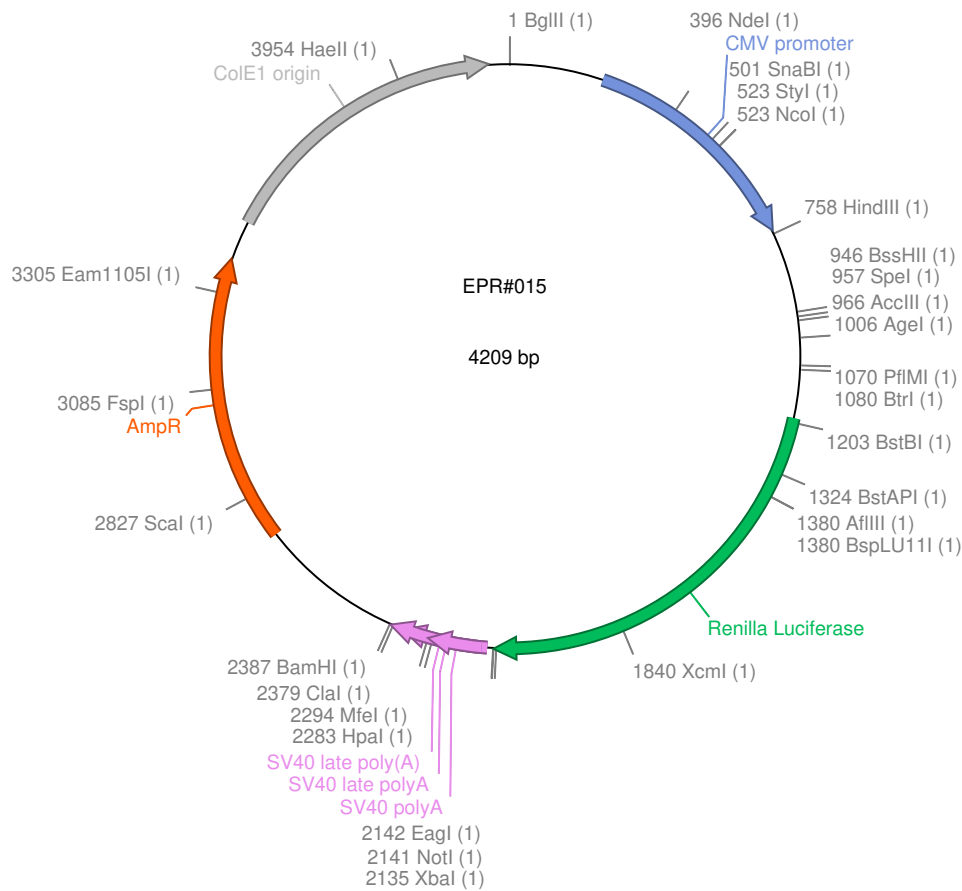 1 BglII (1)
396 NdeI (1)
CMV promoter
501 SnaBI (1)
523 StyI (1)
523 NcoI (1)
758 HindIII (1)
946 BssHII (1)
957 SpeI (1)
966 AccIII (1)
1006 AgeI (1)
1070 PflMI (1)
1080 BtrI (1)
1203 BstBI (1)
1324 BstAPI (1)
1380 AflIII (1)
1380 BspLU11I (1)
Renilla Luciferase
1840 XcmI (1)
EPR#015
4209 bp
3954 HaeII (1)
ColE1 origin
3305 Eam1105I (1)
3085 FspI (1)
AmpR
2827 ScaI (1)
2387 BamHI (1)
2379 ClaI (1)
2294 MfeI (1)
2283 HpaI (1)
SV40 late poly(A)
SV40 late polyA
SV40 polyA
2142 EagI (1)
2141 NotI (1)
2135 XbaI (1)